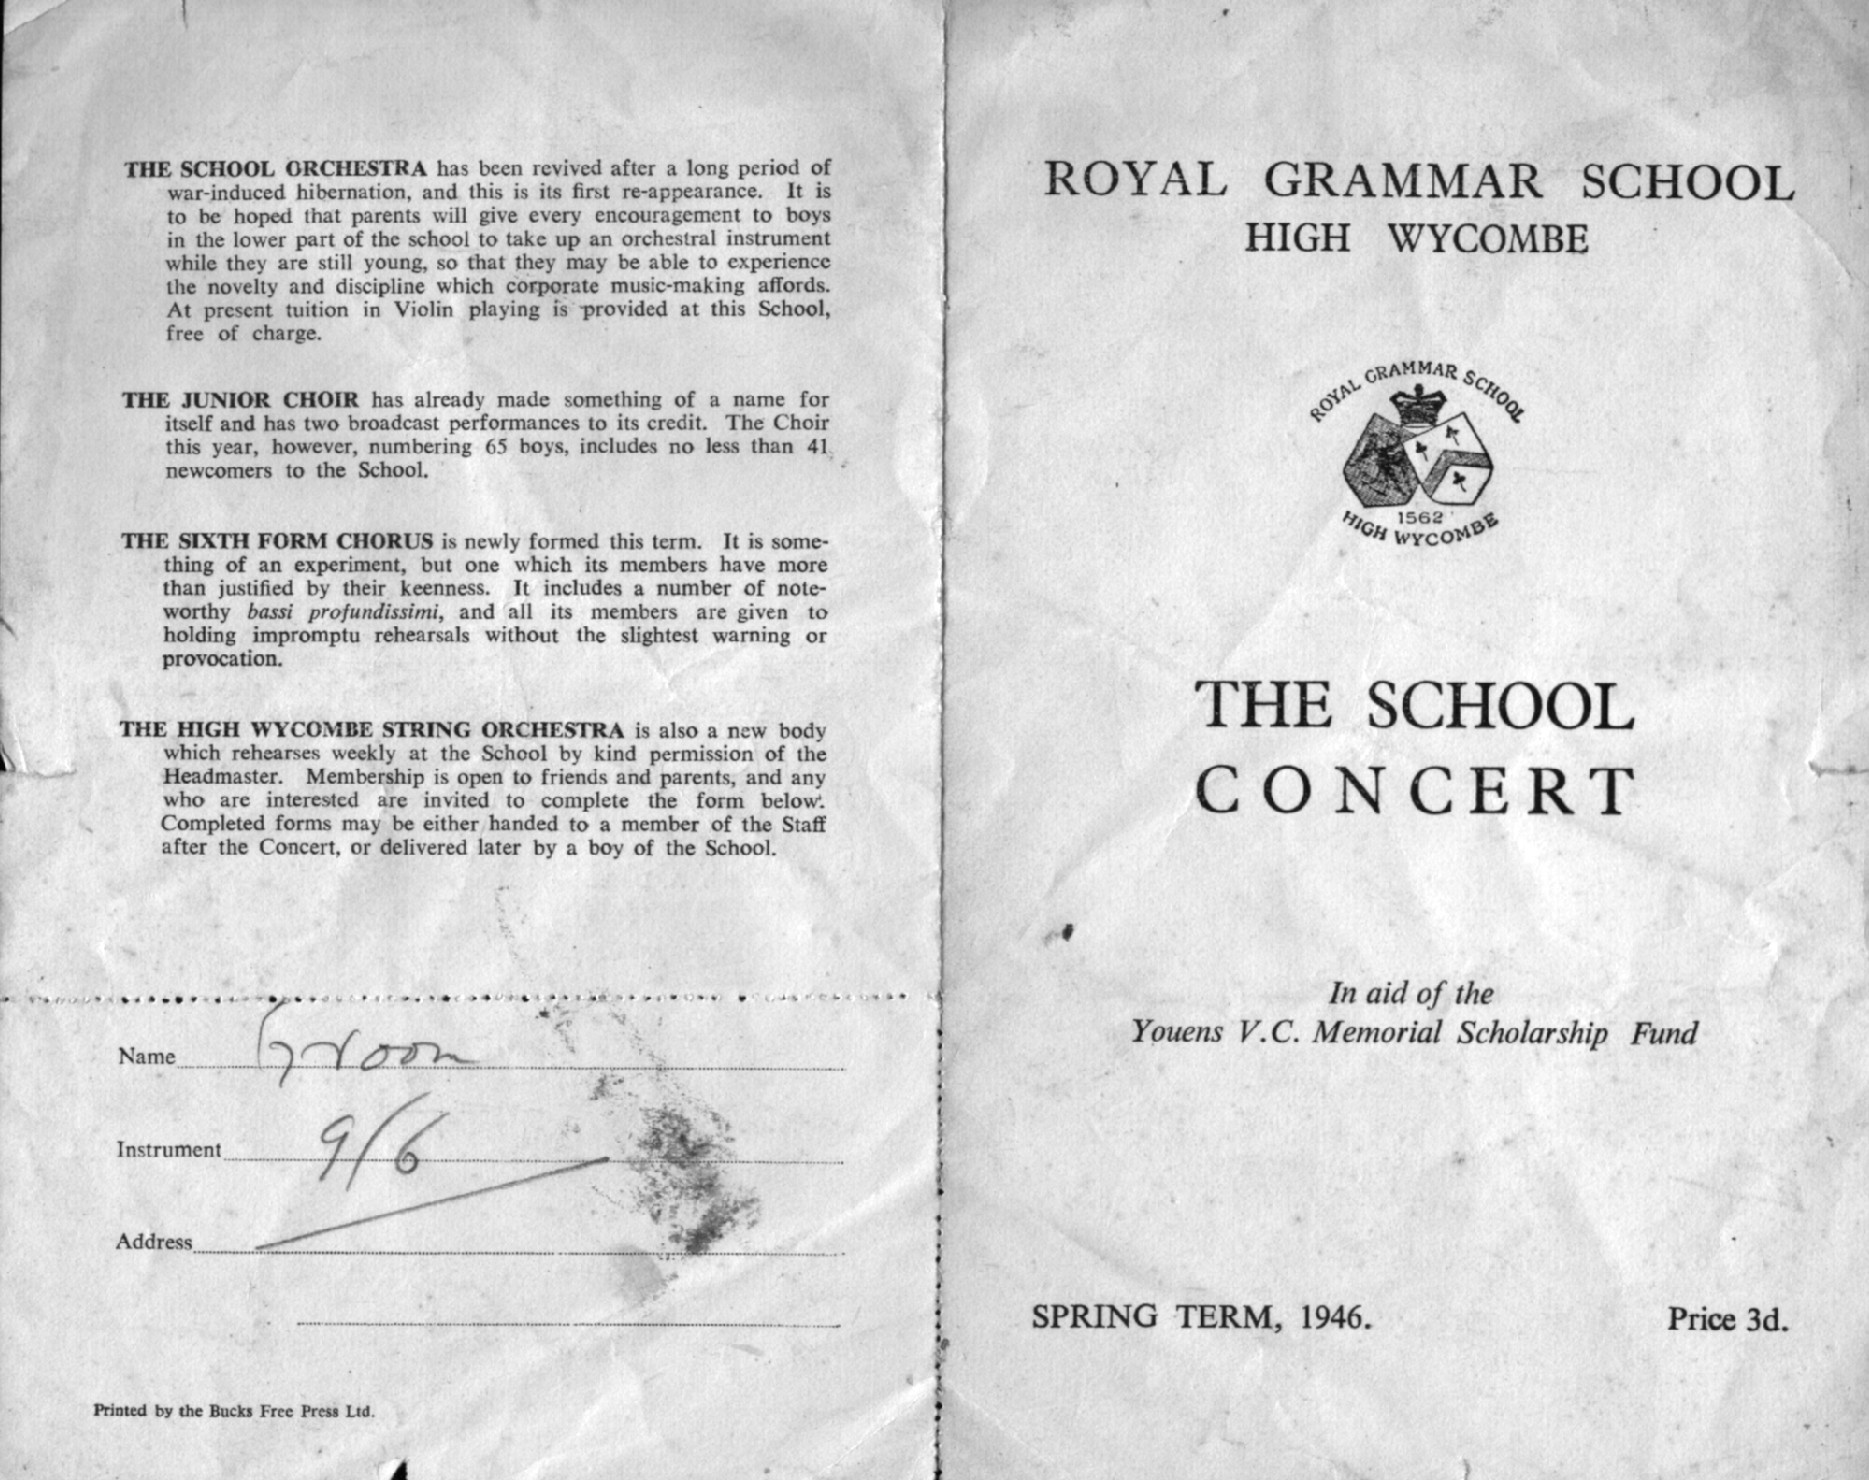 THE SCHOOL ORCHESTRA has been revived after a long period of
war-induced hibernation, and this is its first re-appearance. It is
to be hoped that parents will give every encouragement to boys
in the lower part of the school to take up an orchestral instrument
while they are still young, so that they may be able to experience
the novelty and discipline which corporate music-making affords.
At present tuition in Violin playing is provided at this School,
free of charge.
THE JUNIOR CHOIR has already made something of a name for
itself and has two broadcast performances to its credit. The Choir
this year, however, numbering 65 boys, includes no less than 41
newcomers to the School.
THE SIXTH FORM CHORUS is newly formed this term. It is some-
thing of an experiment, but one which its members have more
than justified by their keenness. It includes a number of note-
worthy bassi profundissimi, and all its members are given to
holding impromptu rehearsals without the slightest warning or
provocation.
THE HIGH WYCOMBE STRING ORCHESTRA is also a new body
which rehearses weekly at the School by kind permission of the
Headmaster. Membership is open to friends and parents, and any
who are interested are invited to complete the form below.
Completed forms may be either handed to a member of the Staff
after the Concert, or delivered later by a boy of the School.
Name
Instrument 9/6
Address
Printed by the Bucks Free Press Ltd.
ROYAL GRAMMAR SCHOOL
HIGH WYCOMBE
ROYAL GRAMMAR SCHOOL
1562
HIGH WYCOMBE
THE SCHOOL
CONCERT
In aid of the
Youens V.C. Memorial Scholarship Fund
SPRING TERM, 1946. Price 3d.